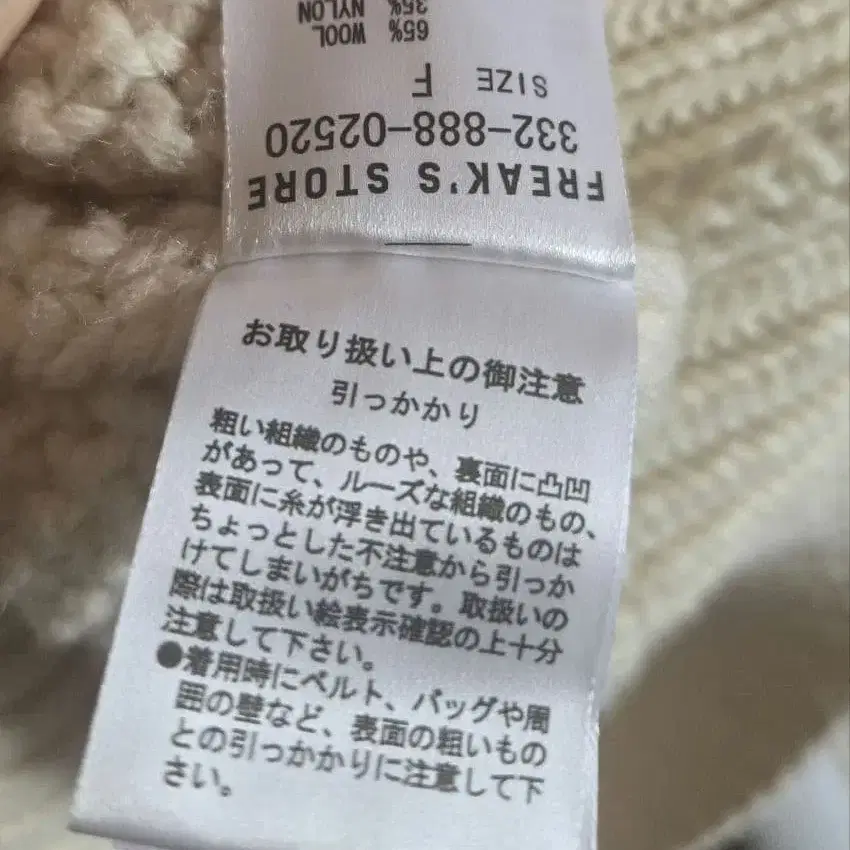 FREAK'S STORE
332-888-02520
SIZE F
65% WOOL
35% NYLON
お取り扱い上の御注意
引っかかり
粗い組織のものや、裏面に凸凹
があって、ルーズな組織のもの、
表面に糸が浮き出ているものは
ちょっとした不注意から引っか
けてしまいがちです。取扱いの
際は取扱い絵表示確認の上十分
注意して下さい。
●着用時にベルト、バッグや周
囲の壁など、表面の粗いもの
との引っかかりに注意して下
さい。